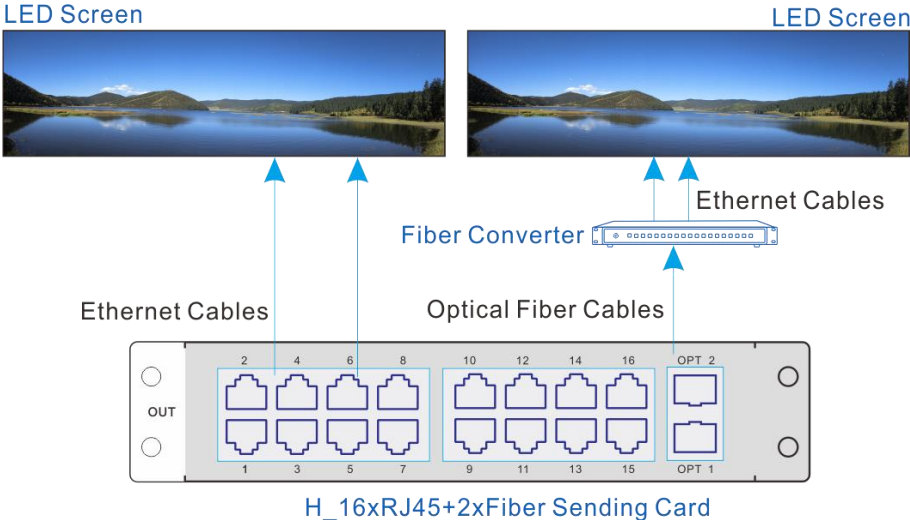 LED Screen
LED Screen
Ethernet Cables
Fiber Converter
Ethernet Cables
Optical Fiber Cables
2 4 6 8 10 12 14 16 OPT 2
OUT
1 3 5 7 9 11 13 15 OPT 1
H_16xRJ45+2xFiber Sending Card